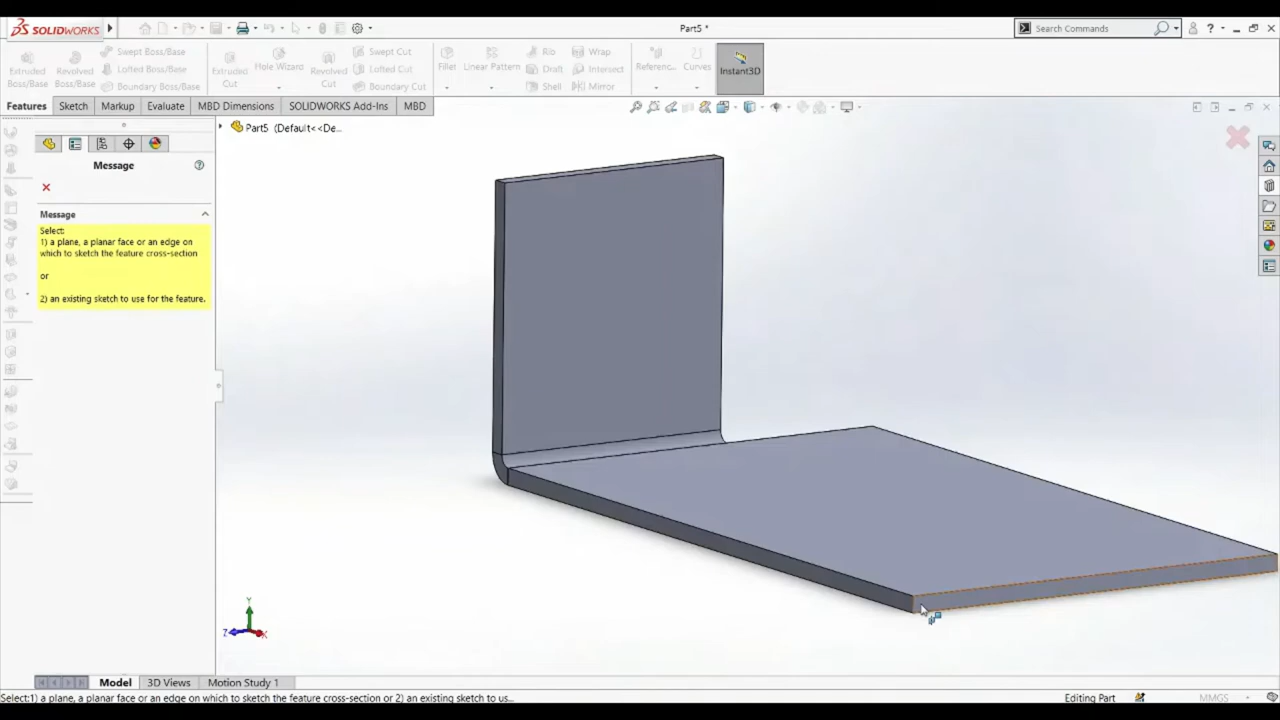 SOLIDWORKS
Part5 *
Search Commands
Extruded Boss/Base
Revolved Boss/Base
Swept Boss/Base
Lofted Boss/Base
Boundary Boss/Base
Extruded Cut
Hole Wizard
Revolved Cut
Swept Cut
Lofted Cut
Boundary Cut
Fillet
Linear Pattern
Rib
Draft
Shell
Wrap
Intersect
Mirror
Referenc...
Curves
Instant3D
Features
Sketch
Markup
Evaluate
MBD Dimensions
SOLIDWORKS Add-Ins
MBD
Part5 (Default<<De...
Message
Message
Select:
1) a plane, a planar face or an edge on
which to sketch the feature cross-section
or
2) an existing sketch to use for the feature.
Y
Z
X
Model
3D Views
Motion Study 1
Select:1) a plane, a planar face or an edge on which to sketch the feature cross-section or 2) an existing sketch to us...
Editing Part
MMGS